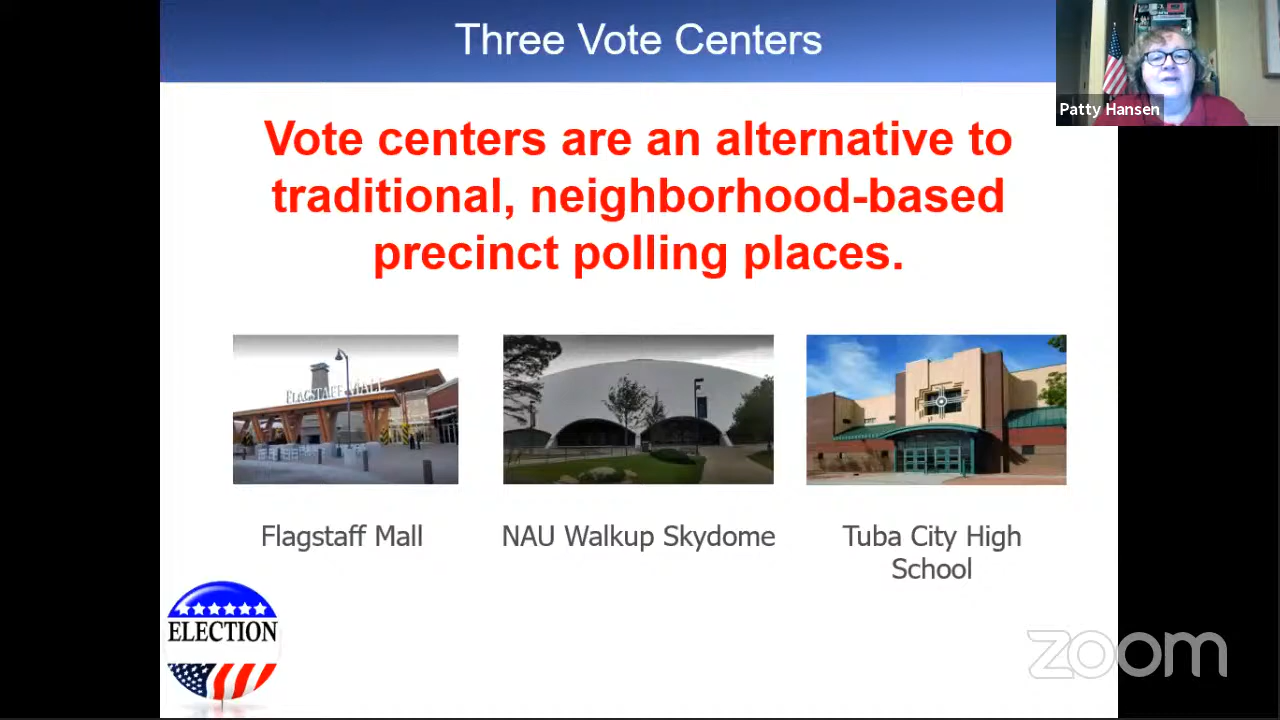 Three Vote Centers
Patty Hansen
Vote centers are an alternative to
traditional, neighborhood-based
precinct polling places.
FLAGSTAFF MALL
Flagstaff Mall
NAU Walkup Skydome
Tuba City High
School
ELECTION
zoom